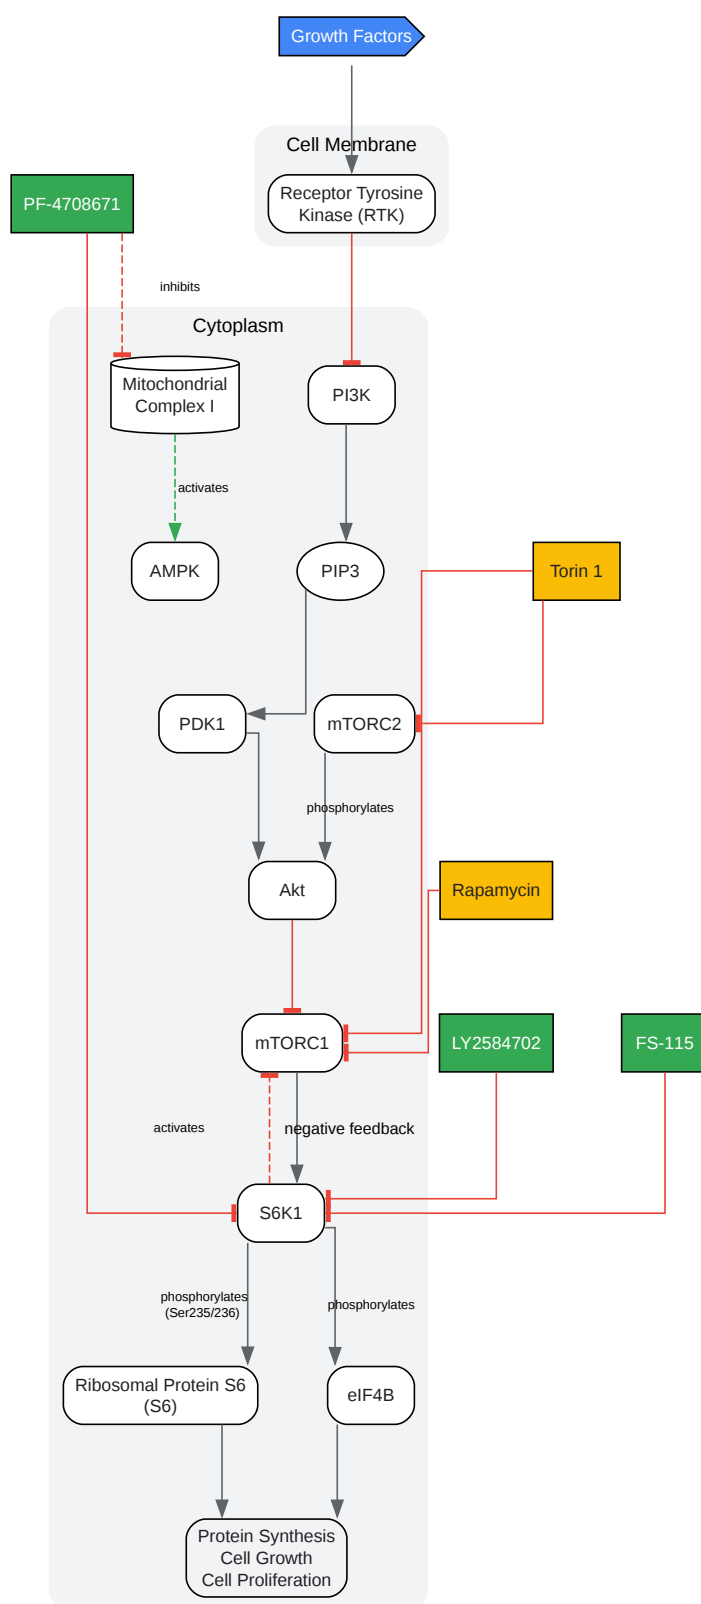 Growth Factors
Cell Membrane
Receptor Tyrosine
Kinase (RTK)
PF-4708671
inhibits
Cytoplasm
Mitochondrial
Complex I
PI3K
activates
AMPK
PIP3
Torin 1
PDK1
mTORC2
phosphorylates
Akt
Rapamycin
mTORC1
LY2584702
FS-115
activates
negative feedback
S6K1
phosphorylates
(Ser235/236)
phosphorylates
Ribosomal Protein S6
(S6)
eIF4B
Protein Synthesis
Cell Growth
Cell Proliferation